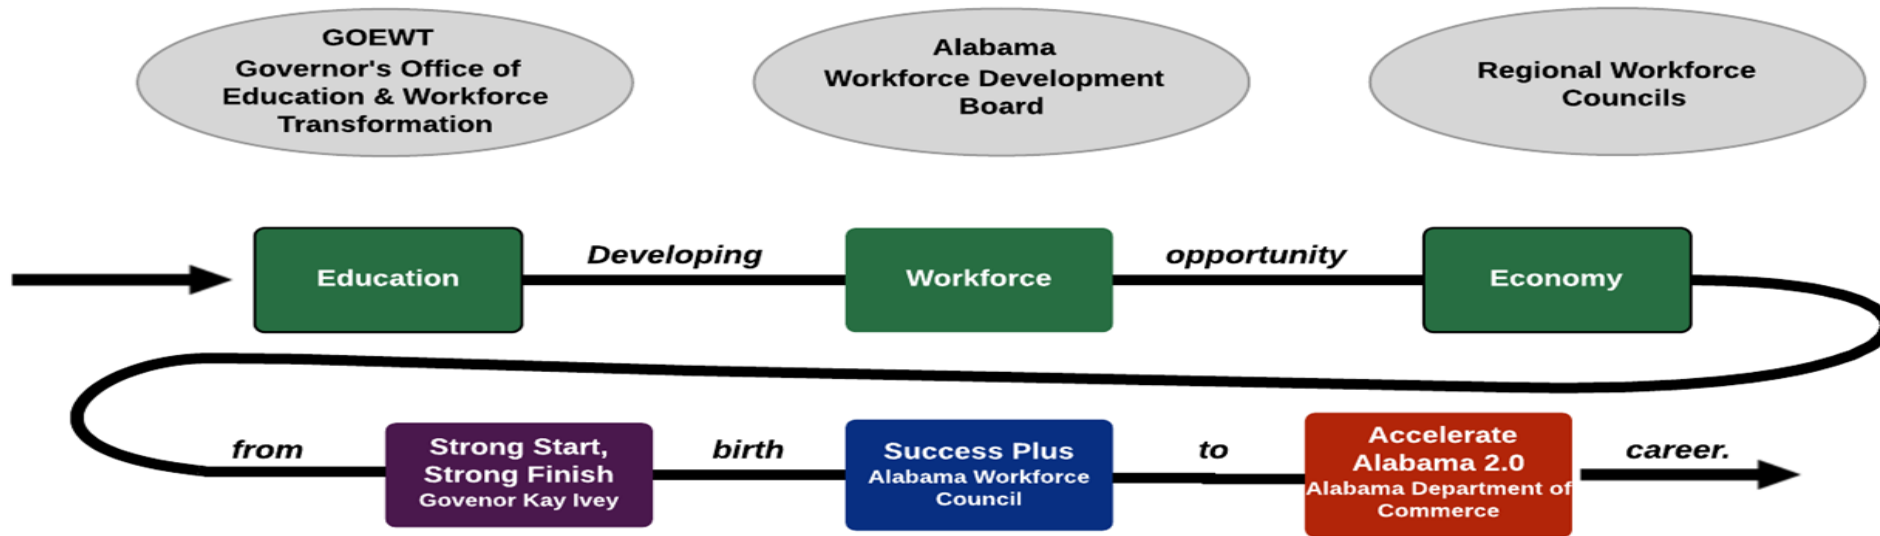 GOEWT
Governor's Office of
Education & Workforce
Transformation
Alabama
Workforce Development
Board
Regional Workforce
Councils
Education
Developing
Workforce
opportunity
Economy
from
Strong Start,
Strong Finish
Govenor Kay Ivey
birth
Success Plus
Alabama Workforce
Council
to
Accelerate
Alabama 2.0
Alabama Department of
Commerce
career.